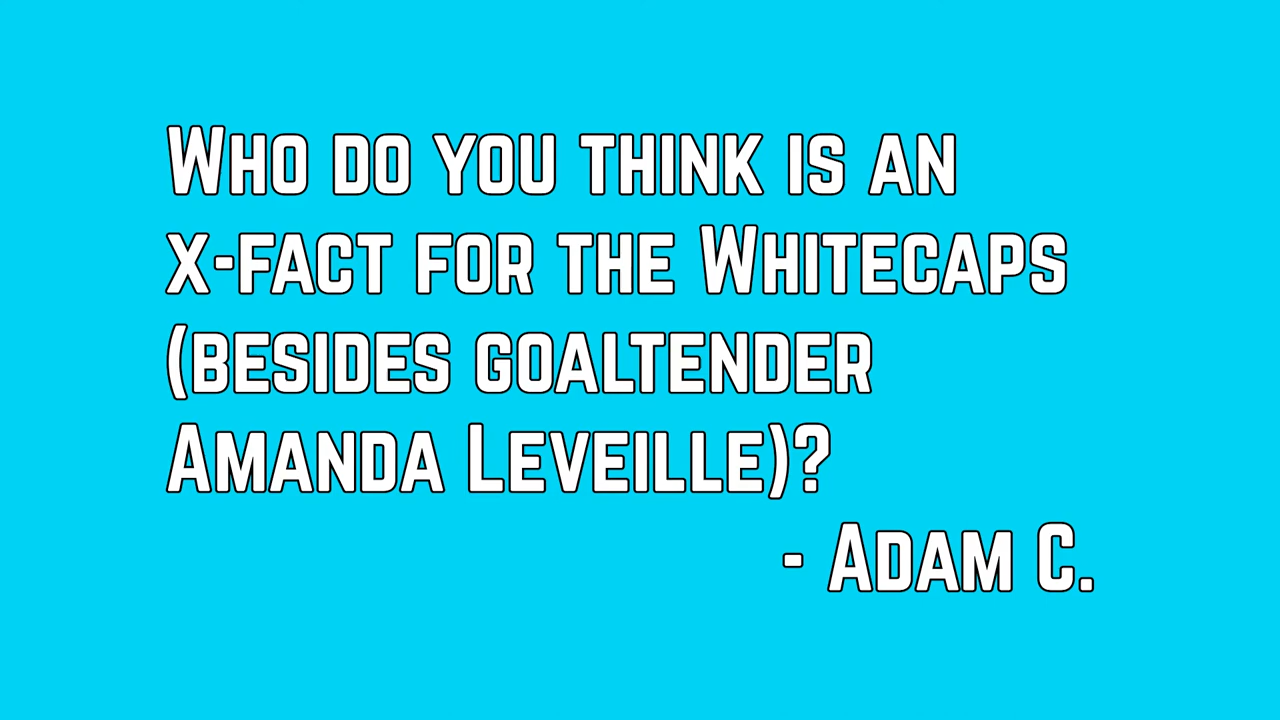 Who do you think is an
x-fact for the Whitecaps
(besides goaltender
Amanda Leveille)?
- Adam C.